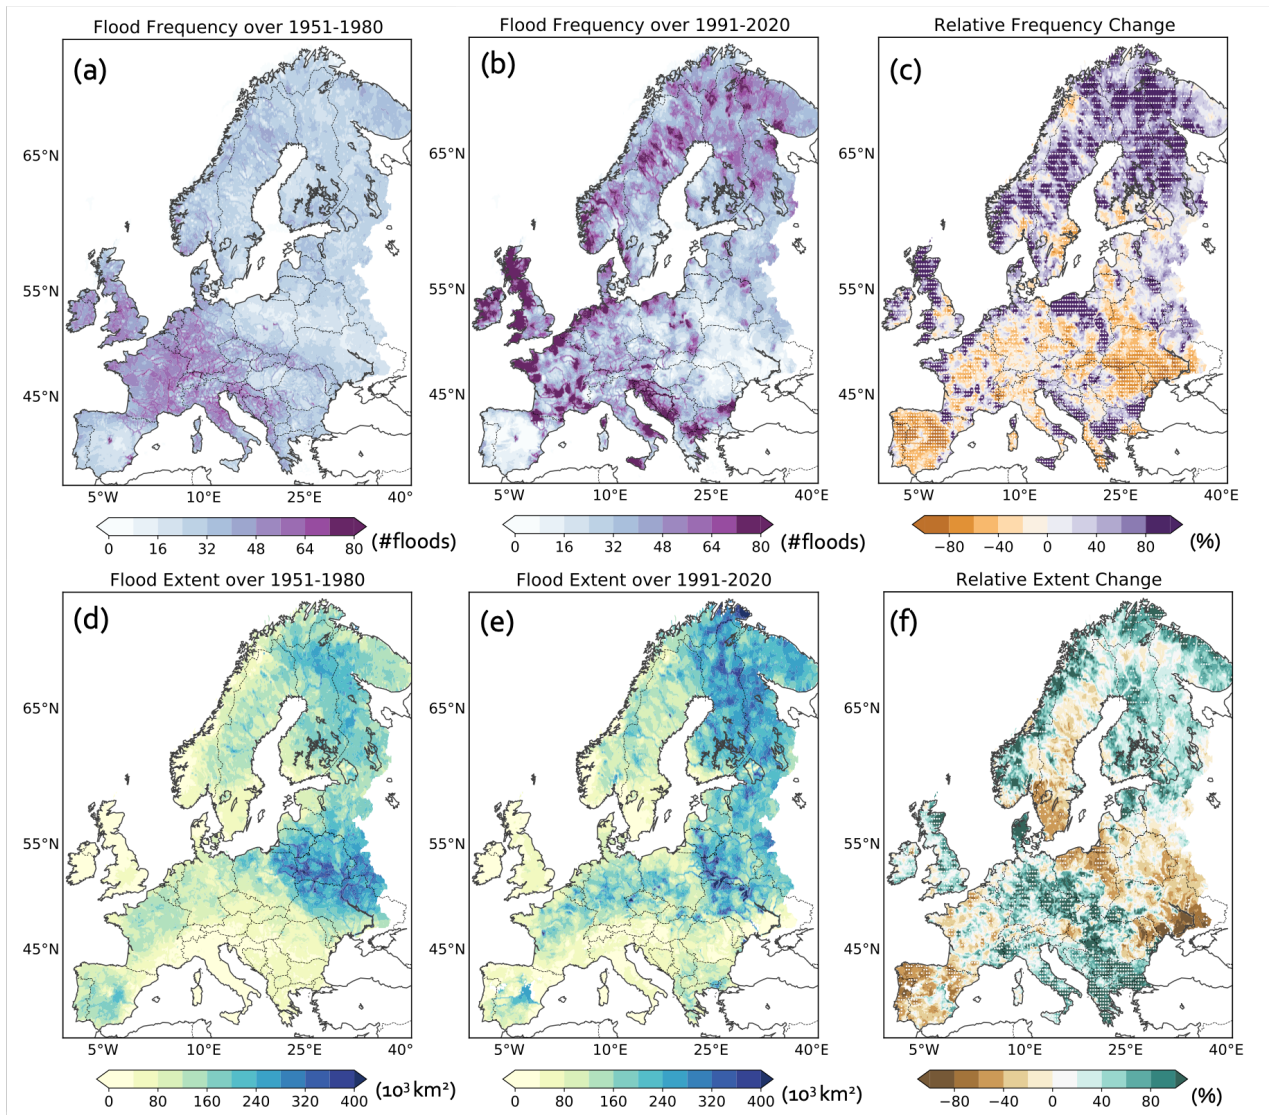 Flood Frequency over 1951-1980
Flood Frequency over 1991-2020
Relative Frequency Change
(a)
(b)
(c)
65°N
65°N
65°N
55°N
55°N
55°N
45°N
45°N
45°N
5°W 10°E 25°E 40°
5°W 10°E 25°E 40°E
5°W 10°E 25°E 40°E
0 16 32 48 64 80 (#floods)
0 16 32 48 64 80 (#floods)
−80 −40 0 40 80 (%)
Flood Extent over 1951-1980
Flood Extent over 1991-2020
Relative Extent Change
(d)
(e)
(f)
65°N
65°N
65°N
55°N
55°N
55°N
45°N
45°N
45°N
5°W 10°E 25°E 40°
5°W 10°E 25°E 40°E
5°W 10°E 25°E 40°E
0 80 160 240 320 400 (10³ km²)
0 80 160 240 320 400 (10³ km²)
−80 −40 0 40 80 (%)